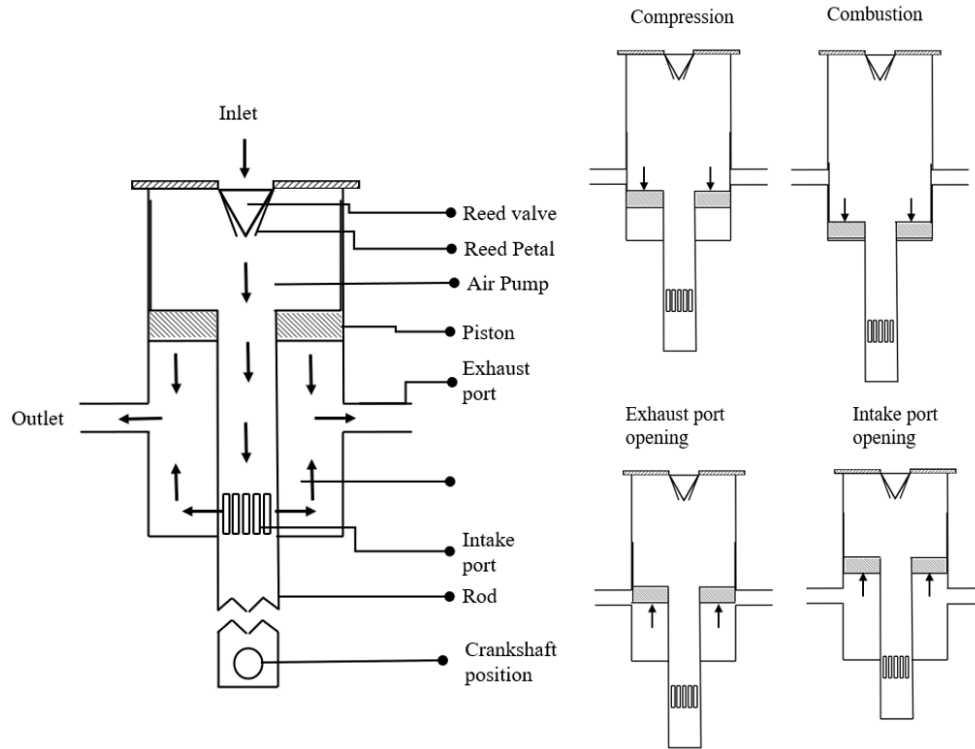 Inlet
Reed valve
Reed Petal
Air Pump
Piston
Exhaust
port
Outlet
Intake
port
Rod
Crankshaft
position
Compression
Combustion
Exhaust port
opening
Intake port
opening